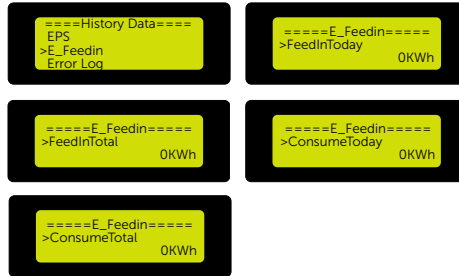 ====History Data====
EPS
>E_Feedin
Error Log
=====E_Feedin=====
>FeedInToday
0KWh
=====E_Feedin=====
>FeedInTotal
0KWh
=====E_Feedin=====
>ConsumeToday
0KWh
=====E_Feedin=====
>ConsumeTotal
0KWh